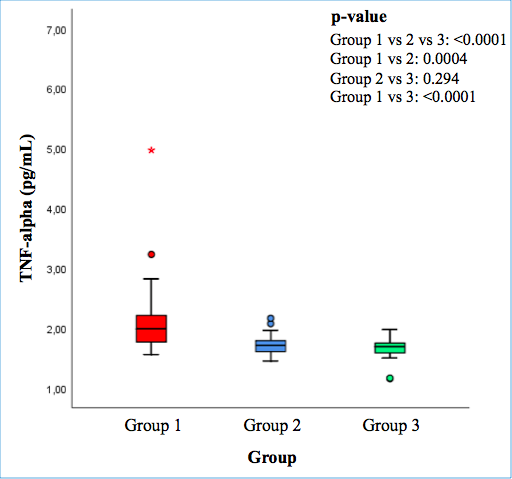 p-value
Group 1 vs 2 vs 3: <0.0001
Group 1 vs 2: 0.0004
Group 2 vs 3: 0.294
Group 1 vs 3: <0.0001
TNF-alpha (pg/mL)
7,00
6,00
5,00
4,00
3,00
2,00
1,00
Group 1
Group 2
Group 3
Group